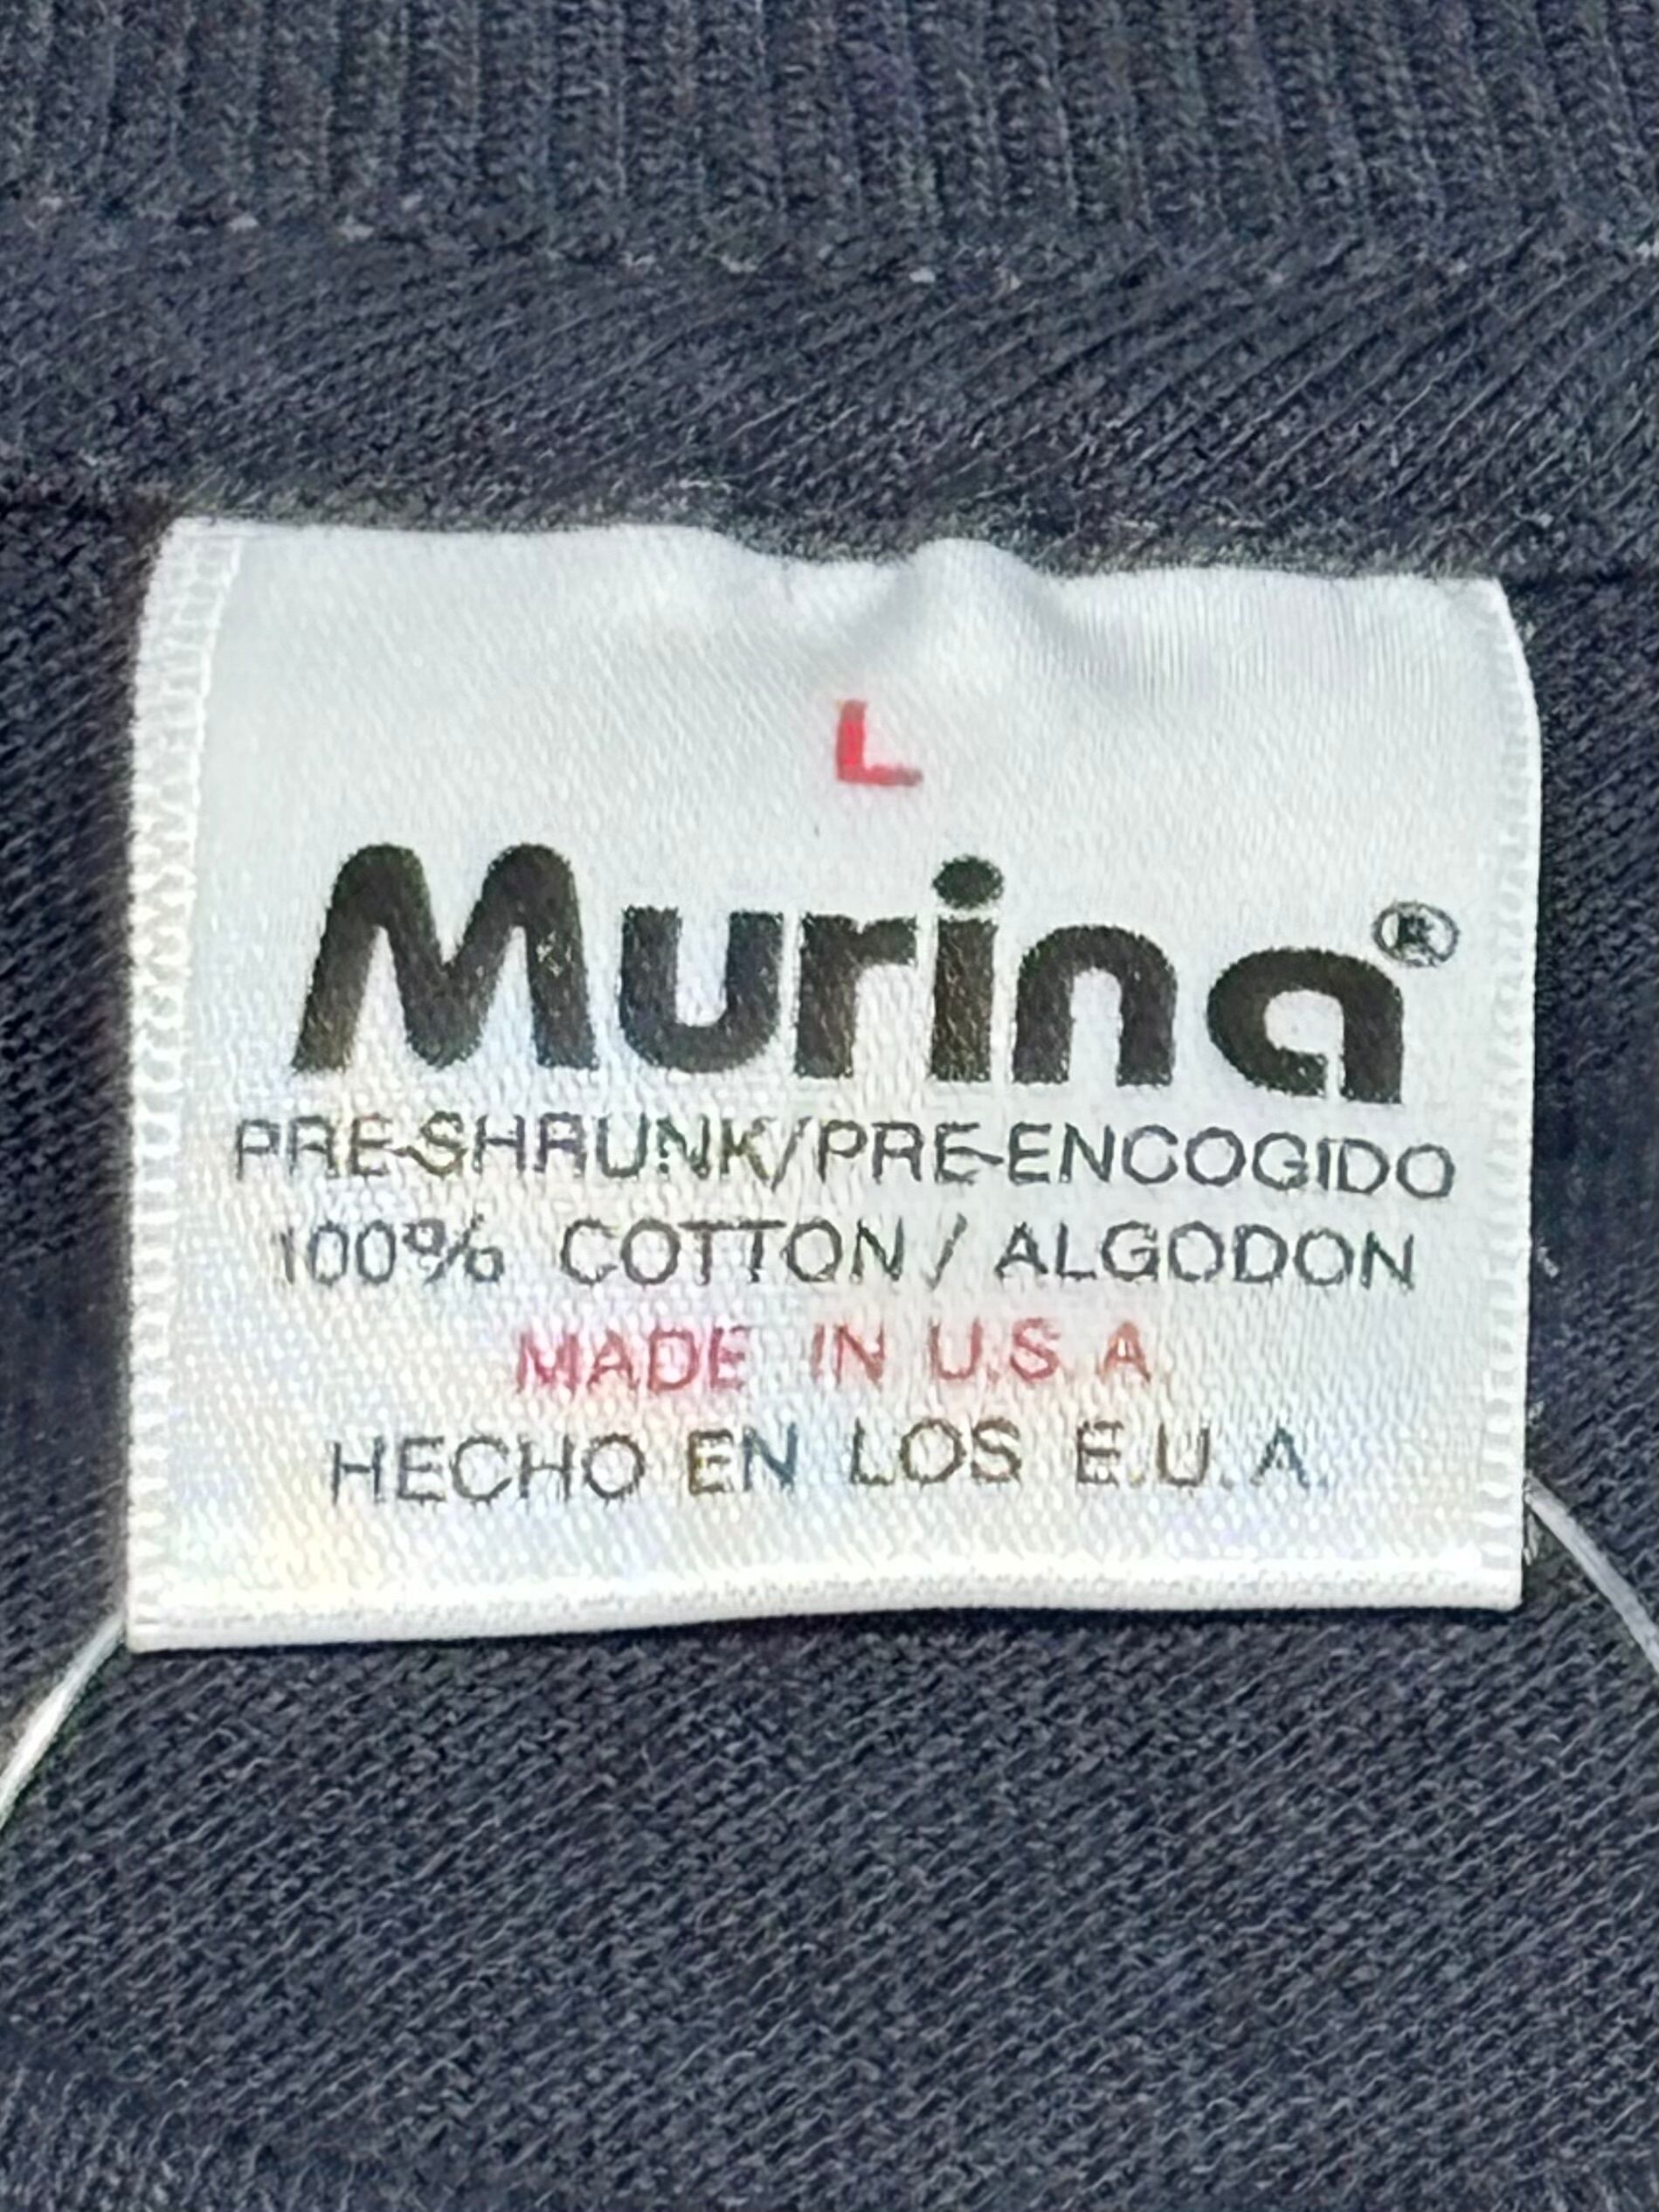 L
Murina®
PRE-SHRUNK/PRE-ENCOGIDO
100% COTTON / ALGODON
MADE IN U.S.A.
HECHO EN LOS E.U.A.